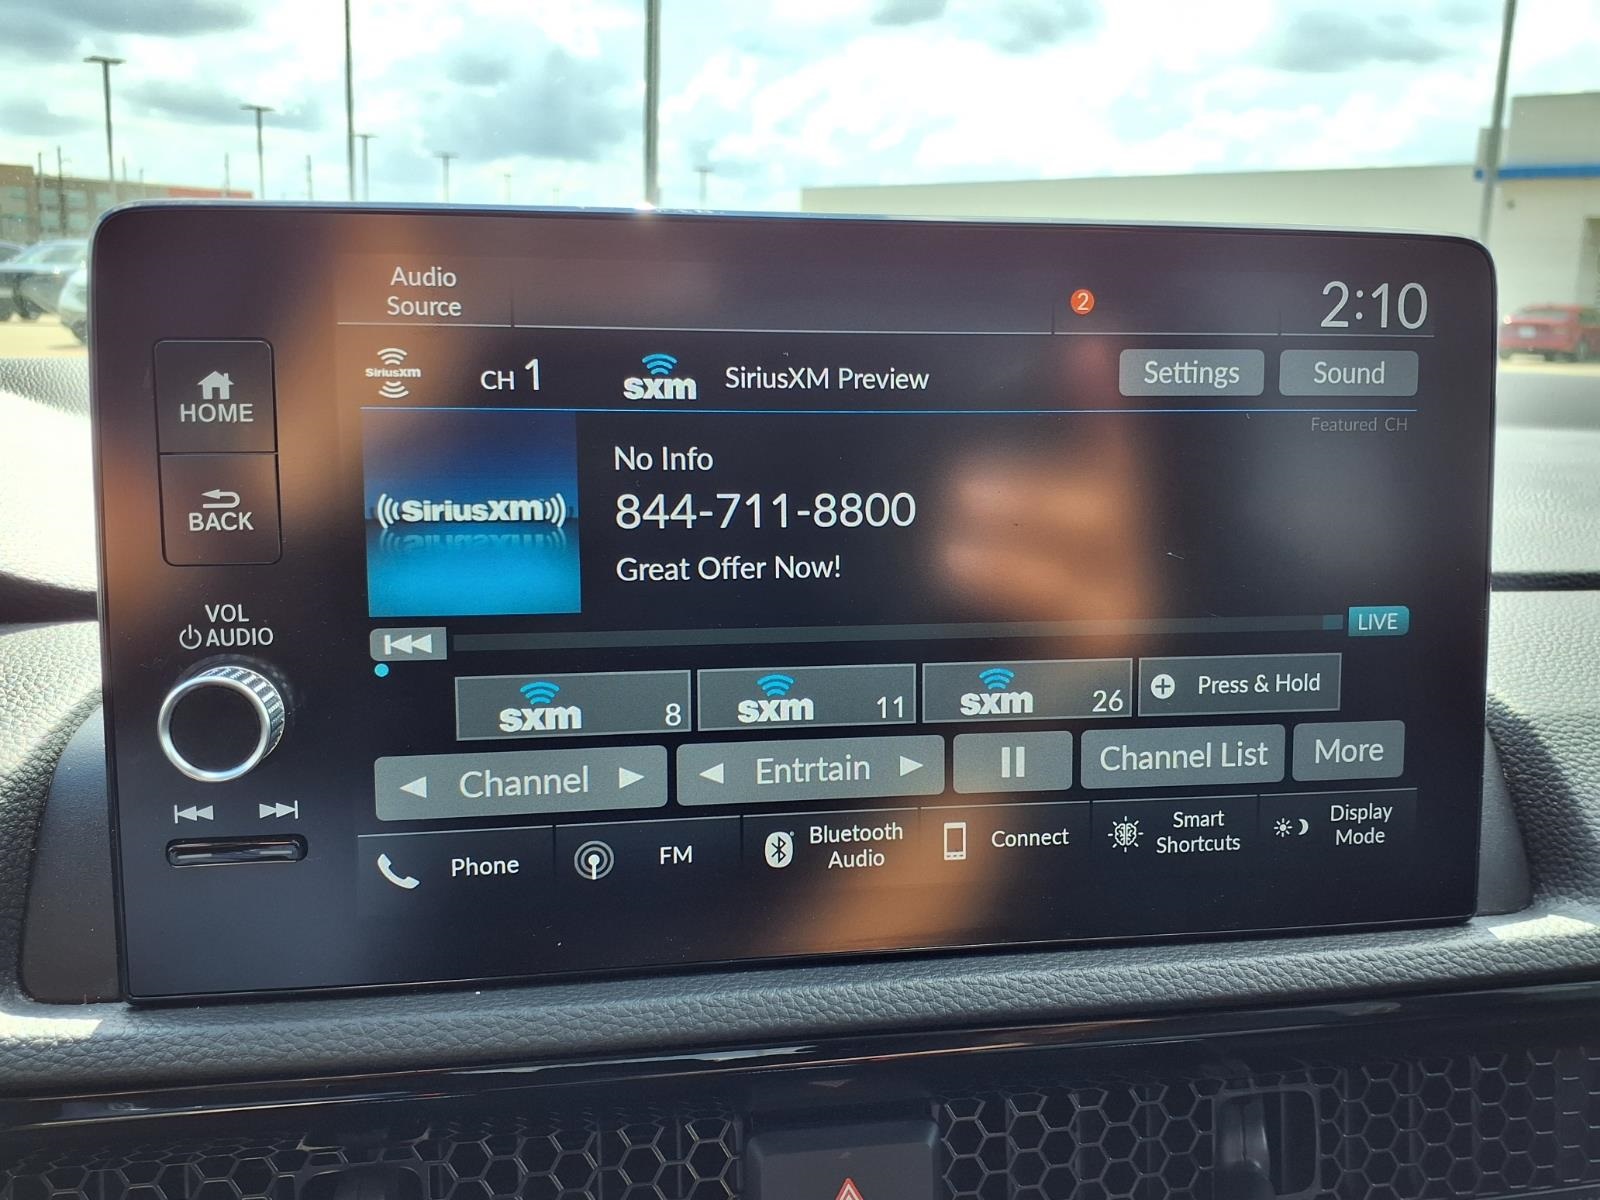 Audio
Source
2
2:10
HOME
BACK
VOL
AUDIO
SiriusXM
CH 1
sxm
SiriusXM Preview
Settings
Sound
Featured CH
((SiriusXM))
No Info
844-711-8800
Great Offer Now!
LIVE
sxm 8
sxm 11
sxm 26
Press & Hold
Channel
Entrtain
Channel List
More
Phone
FM
Bluetooth
Audio
Connect
Smart
Shortcuts
Display
Mode